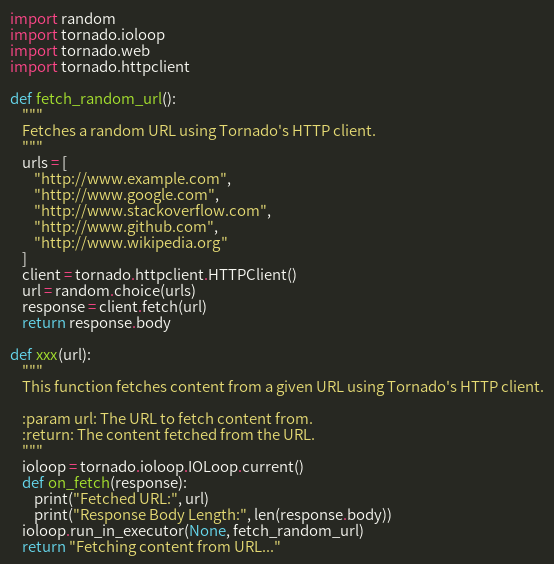 import random
import tornado.ioloop
import tornado.web
import tornado.httpclient

def fetch_random_url():
    """
    Fetches a random URL using Tornado's HTTP client.
    """
    urls = [
        "http://www.example.com",
        "http://www.google.com",
        "http://www.stackoverflow.com",
        "http://www.github.com",
        "http://www.wikipedia.org"
    ]
    client = tornado.httpclient.HTTPClient()
    url = random.choice(urls)
    response = client.fetch(url)
    return response.body

def xxx(url):
    """
    This function fetches content from a given URL using Tornado's HTTP client.

    :param url: The URL to fetch content from.
    :return: The content fetched from the URL.
    """
    ioloop = tornado.ioloop.IOLoop.current()
    def on_fetch(response):
        print("Fetched URL:", url)
        print("Response Body Length:", len(response.body))
    ioloop.run_in_executor(None, fetch_random_url)
    return "Fetching content from URL..."